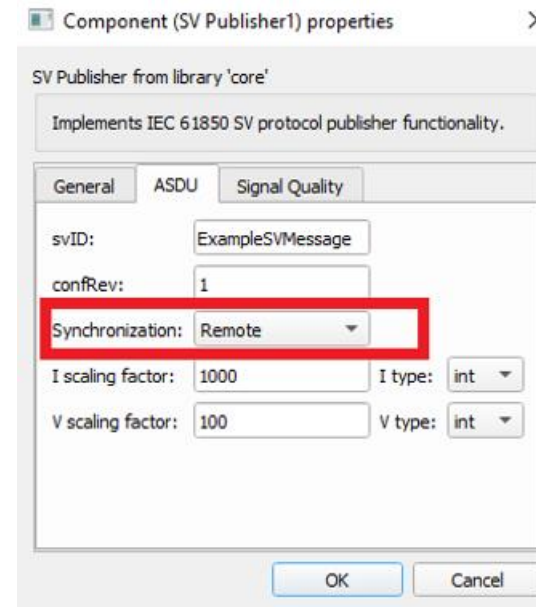 Component (SV Publisher1) properties
SV Publisher from library 'core'
Implements IEC 61850 SV protocol publisher functionality.
General ASDU Signal Quality
svID: ExampleSVMessage
confRev: 1
Synchronization: Remote
I scaling factor: 1000 I type: int
V scaling factor: 100 V type: int
OK Cancel